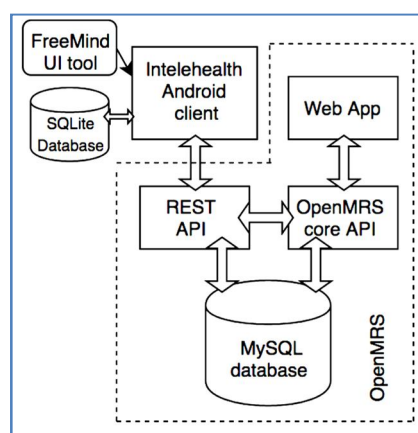 FreeMind
UI tool
Intelehealth
Android
client
SQLite
Database
Web App
REST
API
OpenMRS
core API
MySQL
database
OpenMRS